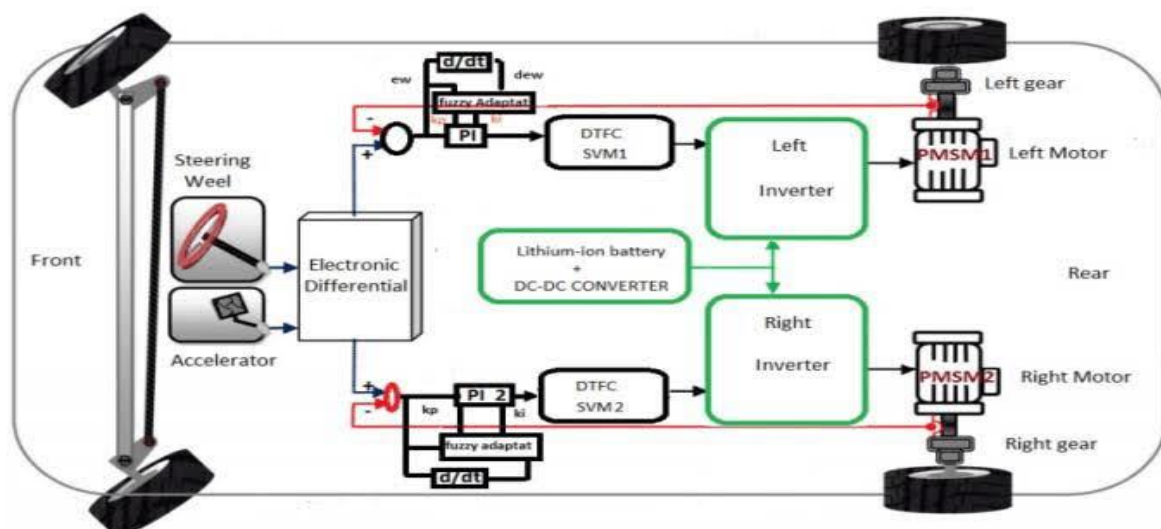 d/dt
ew
dew
fuzzy Adaptat
kp
ki
-
+
PI
DTFC
SVM1
Left
Inverter
Left gear
PMSM1
Left Motor
Steering
Weel
Front
Electronic
Differential
Lithium-ion battery
+
DC-DC CONVERTER
Rear
Accelerator
Right
Inverter
+
-
kp
PI 2
ki
DTFC
SVM2
PMSM2
Right Motor
fuzzy adaptat
d/dt
Right gear